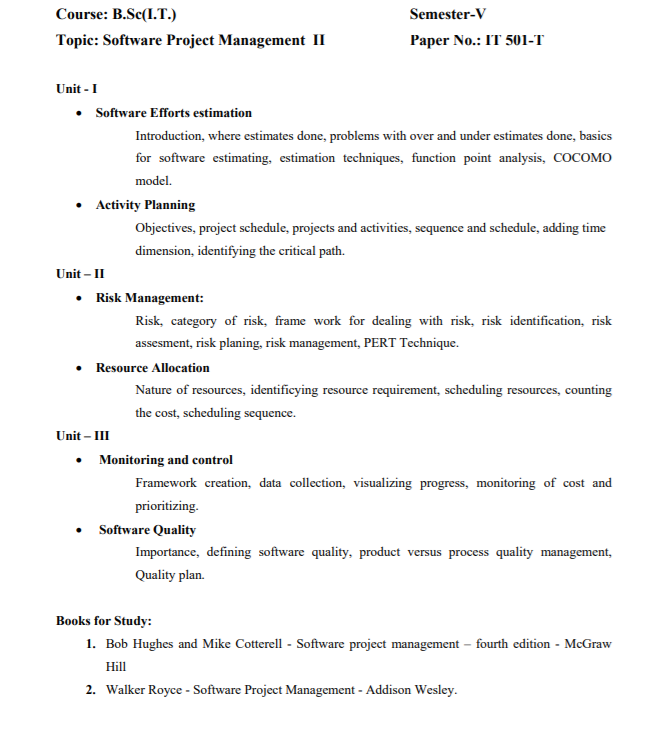 Course: B.Sc(I.T.) Semester-V
Topic: Software Project Management II Paper No.: IT 501-T
Unit - I
• Software Efforts estimation
Introduction, where estimates done, problems with over and under estimates done, basics
for software estimating, estimation techniques, function point analysis, COCOMO
model.
• Activity Planning
Objectives, project schedule, projects and activities, sequence and schedule, adding time
dimension, identifying the critical path.
Unit – II
• Risk Management:
Risk, category of risk, frame work for dealing with risk, risk identification, risk
assesment, risk planing, risk management, PERT Technique.
• Resource Allocation
Nature of resources, identificying resource requirement, scheduling resources, counting
the cost, scheduling sequence.
Unit – III
• Monitoring and control
Framework creation, data collection, visualizing progress, monitoring of cost and
prioritizing.
• Software Quality
Importance, defining software quality, product versus process quality management,
Quality plan.
Books for Study:
1. Bob Hughes and Mike Cotterell - Software project management – fourth edition - McGraw
Hill
2. Walker Royce - Software Project Management - Addison Wesley.